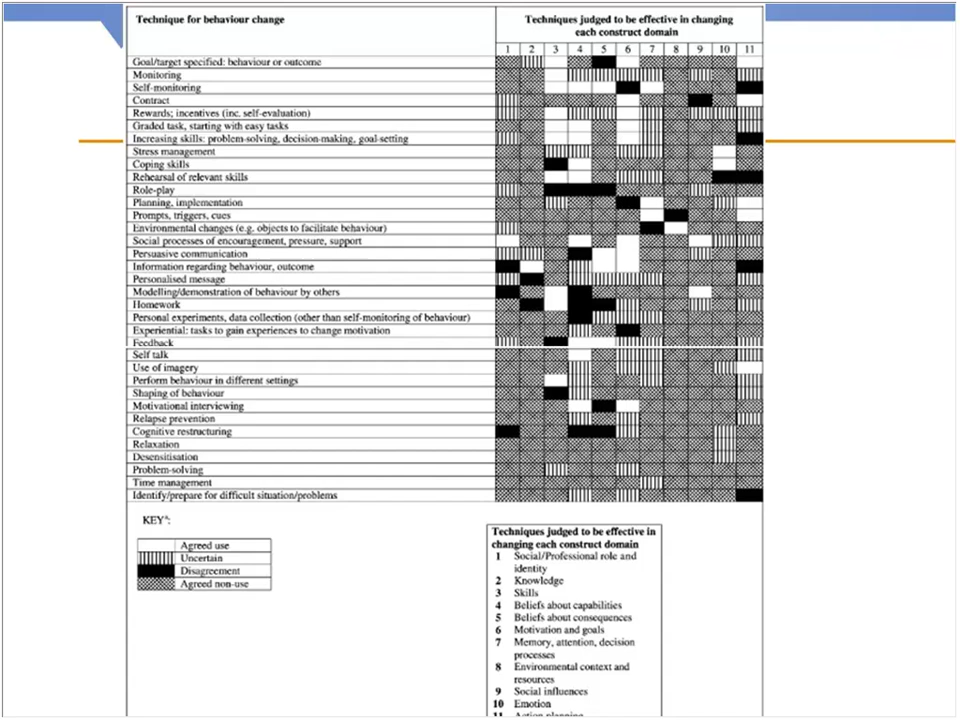 Technique for behaviour change
Techniques judged to be effective in changing
each construct domain
1 2 3 4 5 6 7 8 9 10 11
Goal/target specified: behaviour or outcome
Monitoring
Self-monitoring
Contract
Rewards; incentives (inc. self-evaluation)
Graded task, starting with easy tasks
Increasing skills: problem-solving, decision-making, goal-setting
Stress management
Coping skills
Rehearsal of relevant skills
Role-play
Planning, implementation
Prompts, triggers, cues
Environmental changes (e.g. objects to facilitate behaviour)
Social processes of encouragement, pressure, support
Persuasive communication
Information regarding behaviour, outcome
Personalised message
Modelling/demonstration of behaviour by others
Homework
Personal experiments, data collection (other than self-monitoring of behaviour)
Experiential: tasks to gain experiences to change motivation
Feedback
Self talk
Use of imagery
Perform behaviour in different settings
Shaping of behaviour
Motivational interviewing
Relapse prevention
Cognitive restructuring
Relaxation
Desensitisation
Problem-solving
Time management
Identify/prepare for difficult situation/problems
KEYa:
Agreed use
Uncertain
Disagreement
Agreed non-use
Techniques judged to be effective in
changing each construct domain
1 Social/Professional role and
identity
2 Knowledge
3 Skills
4 Beliefs about capabilities
5 Beliefs about consequences
6 Motivation and goals
7 Memory, attention, decision
processes
8 Environmental context and
resources
9 Social influences
10 Emotion
11 Action planning